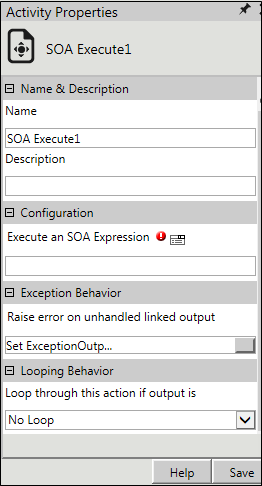 Activity Properties
SOA Execute1
Name & Description
Name
SOA Execute1
Description
Configuration
Execute an SOA Expression
Exception Behavior
Raise error on unhandled linked output
Set ExceptionOutp...
Looping Behavior
Loop through this action if output is
No Loop
Help Save